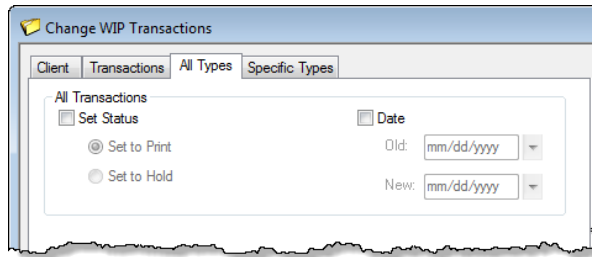 Change WIP Transactions
Client Transactions All Types Specific Types
All Transactions
Set Status Date
Set to Print Old: mm/dd/yyyy
Set to Hold New: mm/dd/yyyy